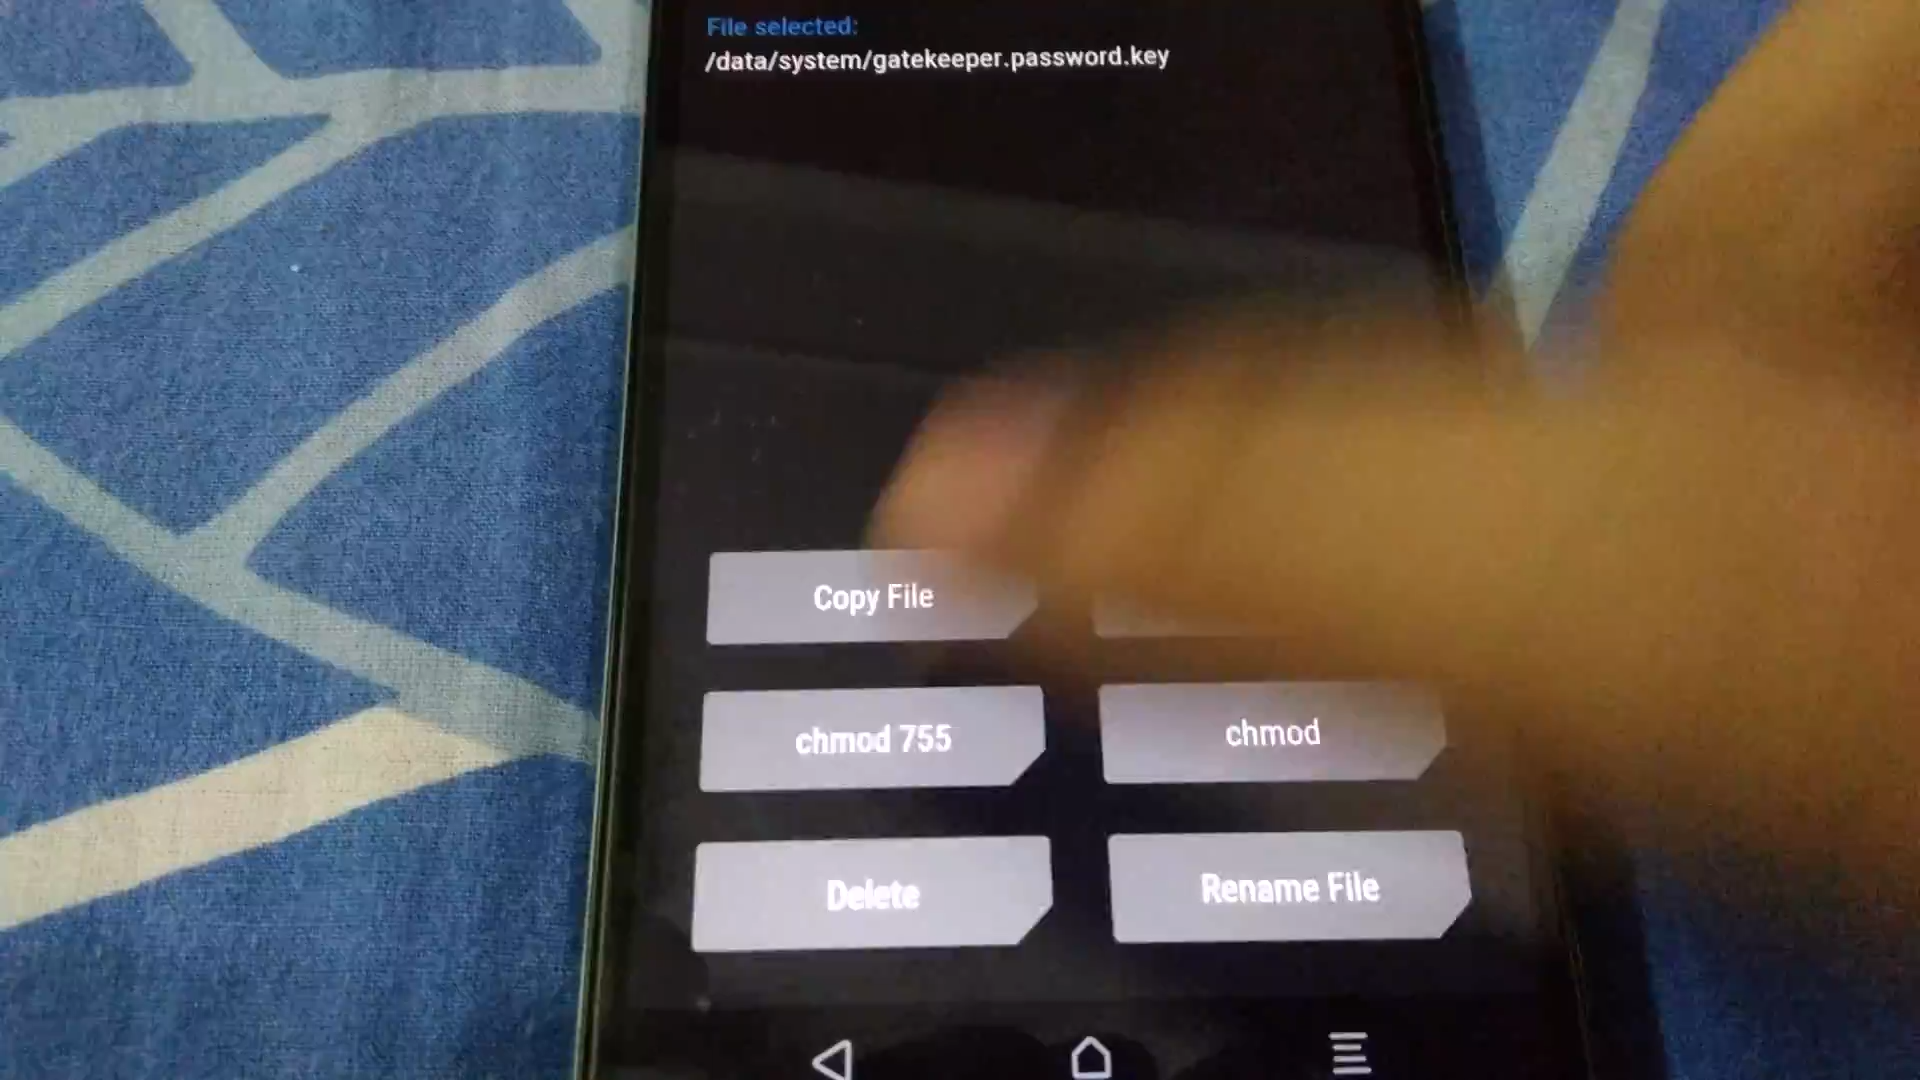 File selected:
/data/system/gatekeeper.password.key
Copy File
chmod 755
chmod
Delete
Rename File